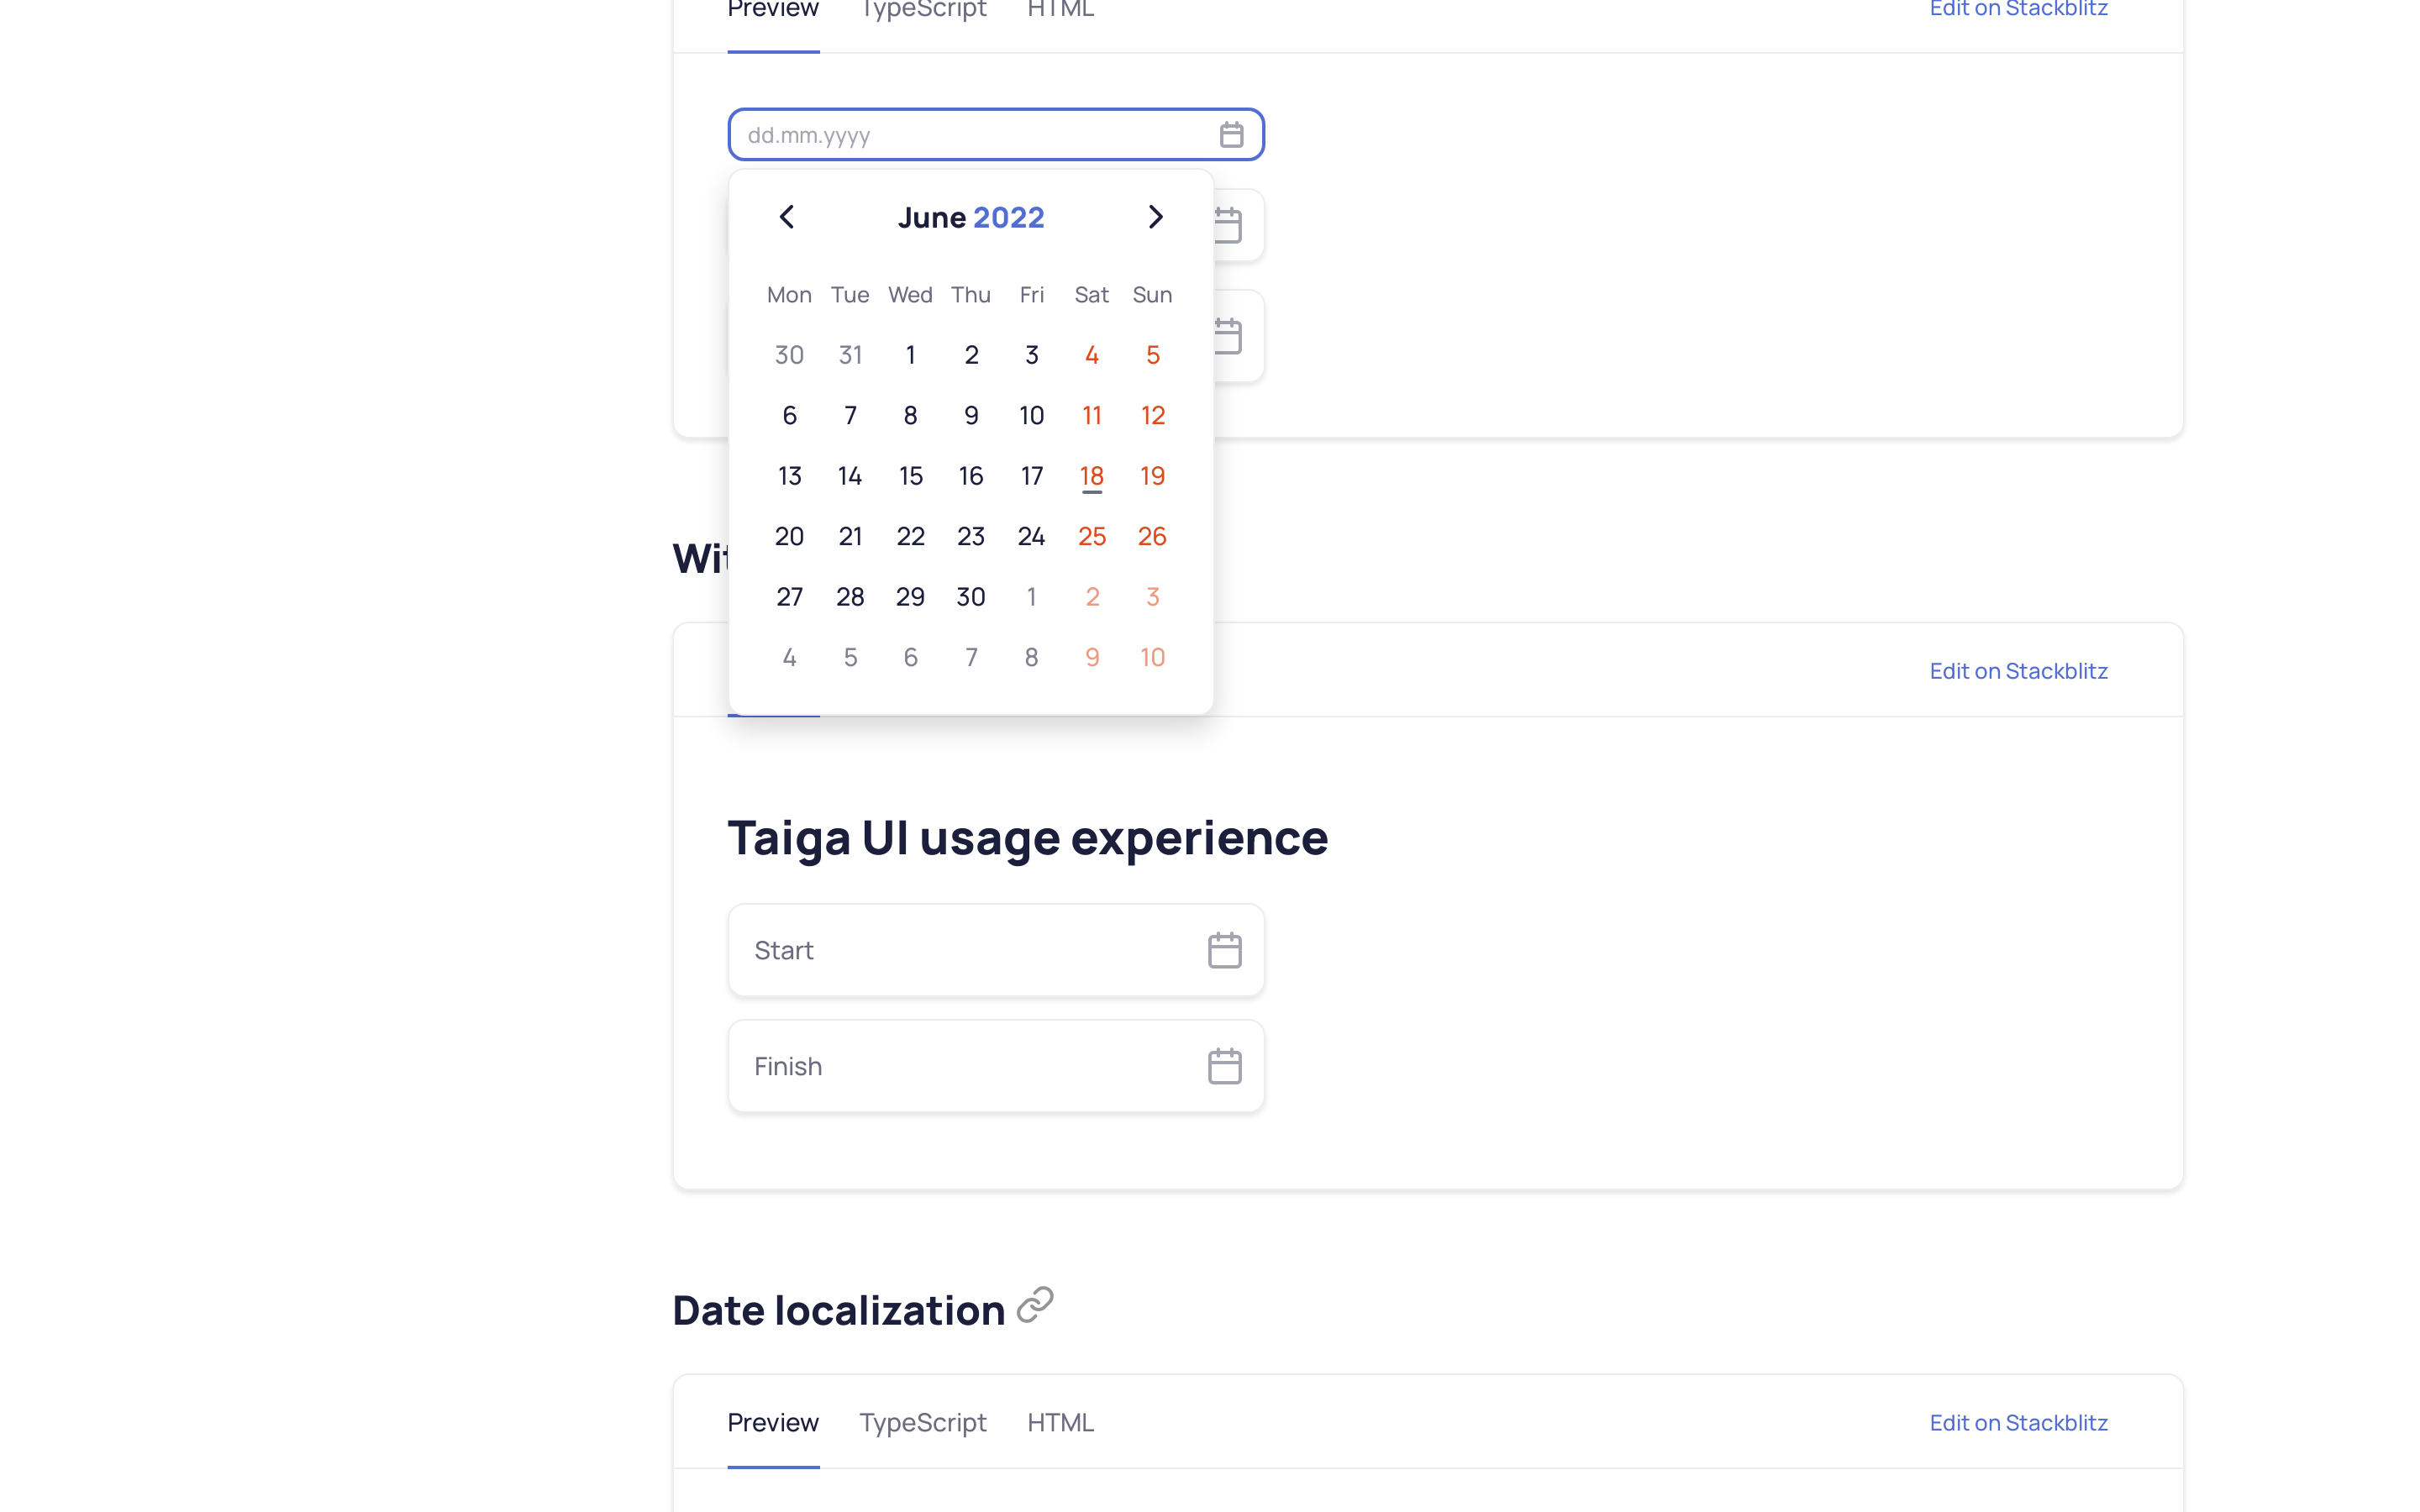 Preview TypeScript HTML Edit on Stackblitz
dd.mm.yyyy
June 2022
Mon Tue Wed Thu Fri Sat Sun
30 31 1 2 3 4 5
6 7 8 9 10 11 12
13 14 15 16 17 18 19
20 21 22 23 24 25 26
27 28 29 30 1 2 3
4 5 6 7 8 9 10
Edit on Stackblitz
Taiga UI usage experience
Start
Finish
Date localization
Preview TypeScript HTML Edit on Stackblitz